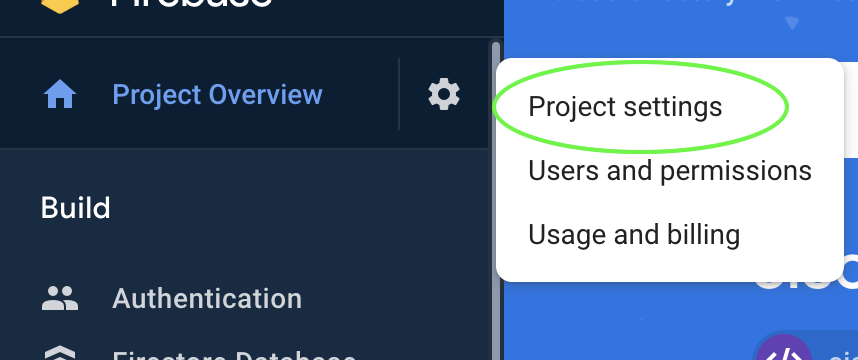 Firebase
Project Overview
Project settings
Users and permissions
Usage and billing
Build
Authentication
Firestore Database